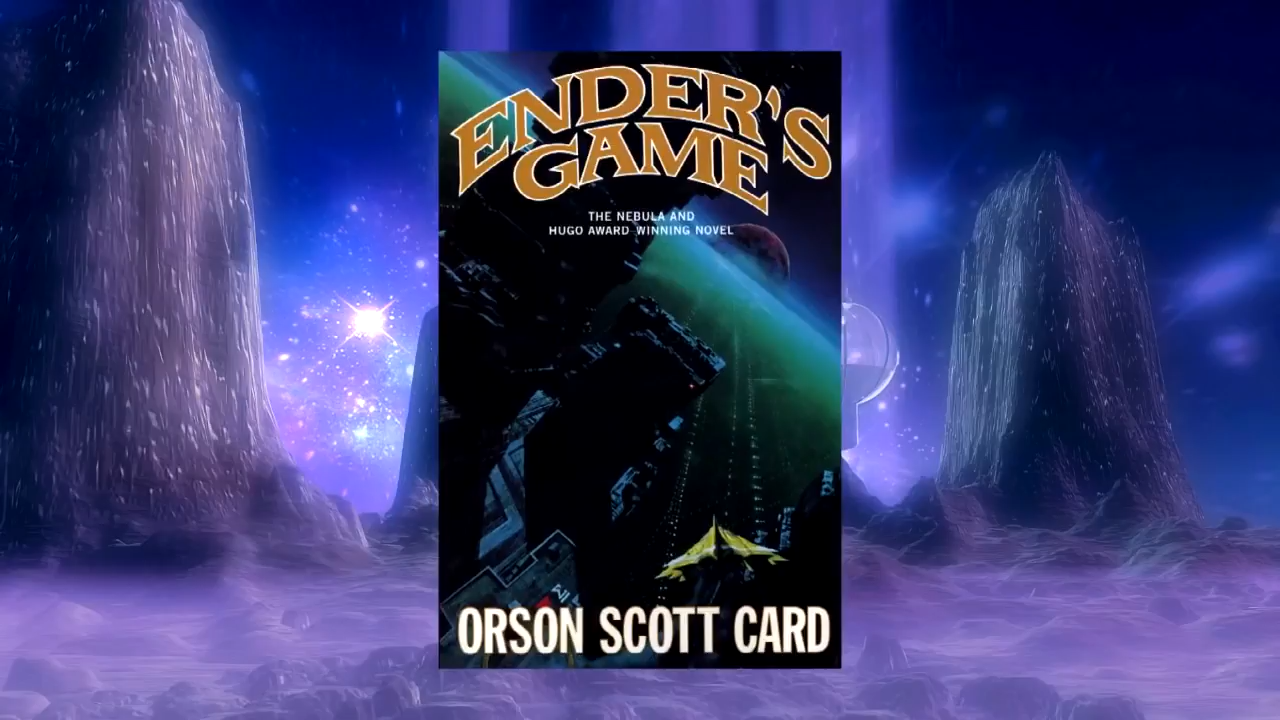 ENDER'S
GAME
THE NEBULA AND
HUGO AWARD-WINNING NOVEL
ORSON SCOTT CARD